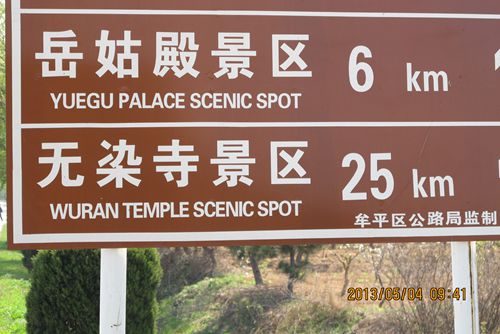 岳姑殿景区 6 km
YUEGU PALACE SCENIC SPOT
无染寺景区 25 km
WURAN TEMPLE SCENIC SPOT
牟平区公路局监制
2013/05/04 09:41